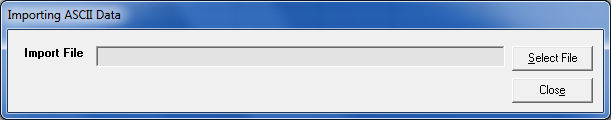 Importing ASCII Data
Import File
Select File
Close